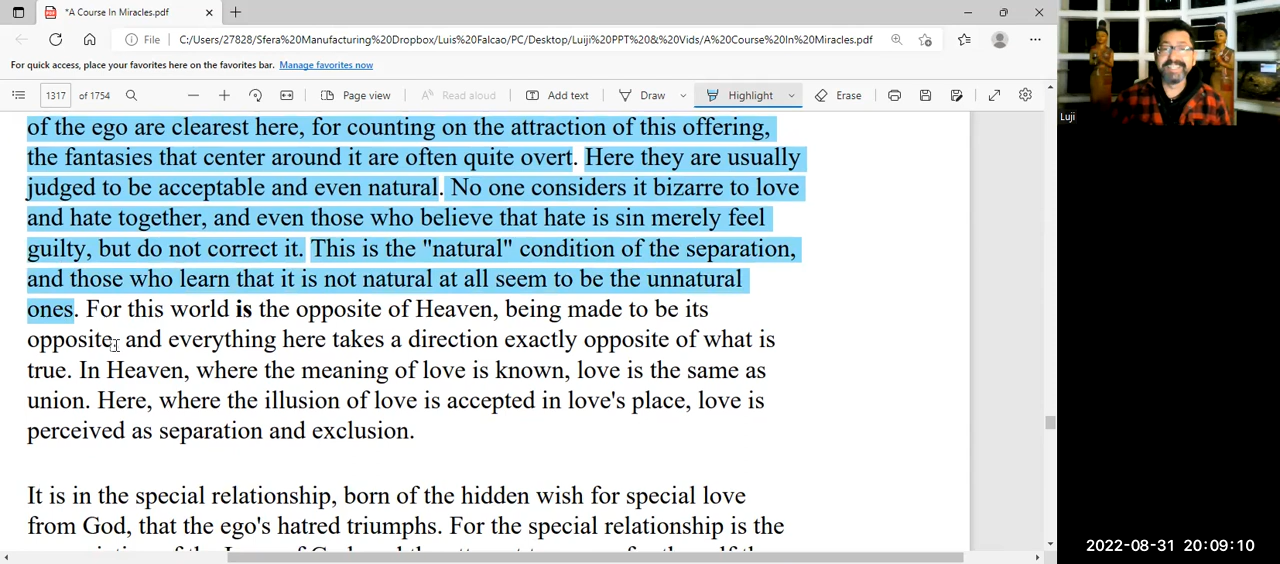 *A Course In Miracles.pdf
File
C:/Users/27828/Sfera%20Manufacturing%20Dropbox/Luis%20Falcao/PC/Desktop/Luiji%20PPT%20&%20Vids/A%20Course%20In%20Miracles.pdf
For quick access, place your favorites here on the favorites bar. Manage favorites now
1317 of 1754
Page view
Read aloud
Add text
Draw
Highlight
Erase
Luji
of the ego are clearest here, for counting on the attraction of this offering,
the fantasies that center around it are often quite overt. Here they are usually
judged to be acceptable and even natural. No one considers it bizarre to love
and hate together, and even those who believe that hate is sin merely feel
guilty, but do not correct it. This is the "natural" condition of the separation,
and those who learn that it is not natural at all seem to be the unnatural
ones. For this world is the opposite of Heaven, being made to be its
opposite, and everything here takes a direction exactly opposite of what is
true. In Heaven, where the meaning of love is known, love is the same as
union. Here, where the illusion of love is accepted in love's place, love is
perceived as separation and exclusion.
It is in the special relationship, born of the hidden wish for special love
from God, that the ego's hatred triumphs. For the special relationship is the
2022-08-31 20:09:10